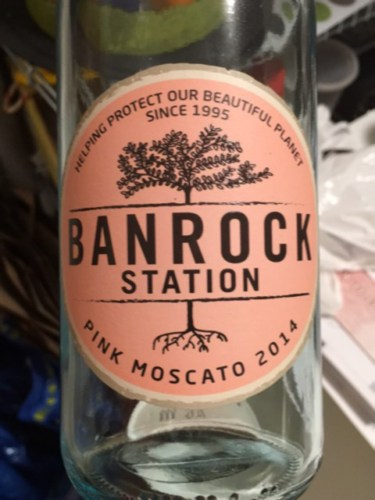 HELPING PROTECT OUR BEAUTIFUL PLANET
SINCE 1995
BANROCK
STATION
PINK MOSCATO 2014